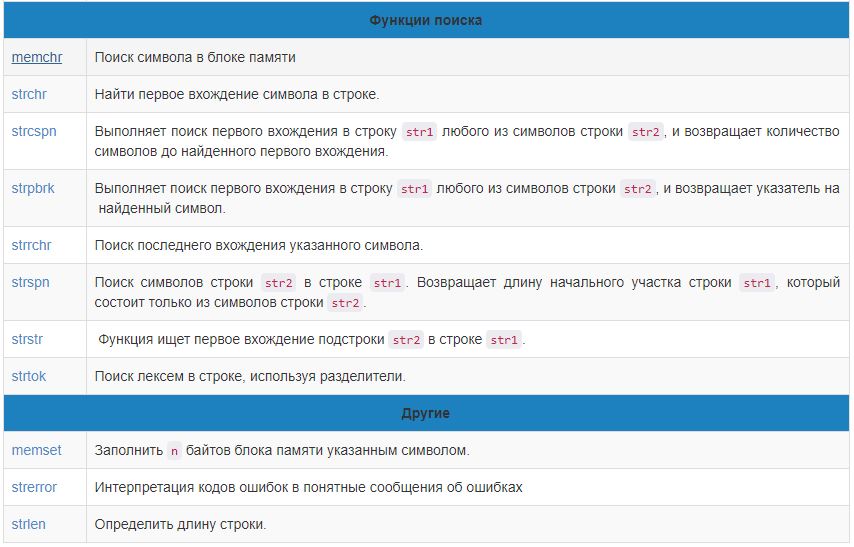 Функции поиска
memchr Поиск символа в блоке памяти
strchr Найти первое вхождение символа в строке.
strcspn Выполняет поиск первого вхождения в строку str1 любого из символов строки str2, и возвращает количество
символов до найденного первого вхождения.
strpbrk Выполняет поиск первого вхождения в строку str1 любого из символов строки str2, и возвращает указатель на
найденный символ.
strrchr Поиск последнего вхождения указанного символа.
strspn Поиск символов строки str2 в строке str1. Возвращает длину начального участка строки str1, который
состоит только из символов строки str2.
strstr Функция ищет первое вхождение подстроки str2 в строке str1.
strtok Поиск лексем в строке, используя разделители.
Другие
memset Заполнить n байтов блока памяти указанным символом.
strerror Интерпретация кодов ошибок в понятные сообщения об ошибках
strlen Определить длину строки.